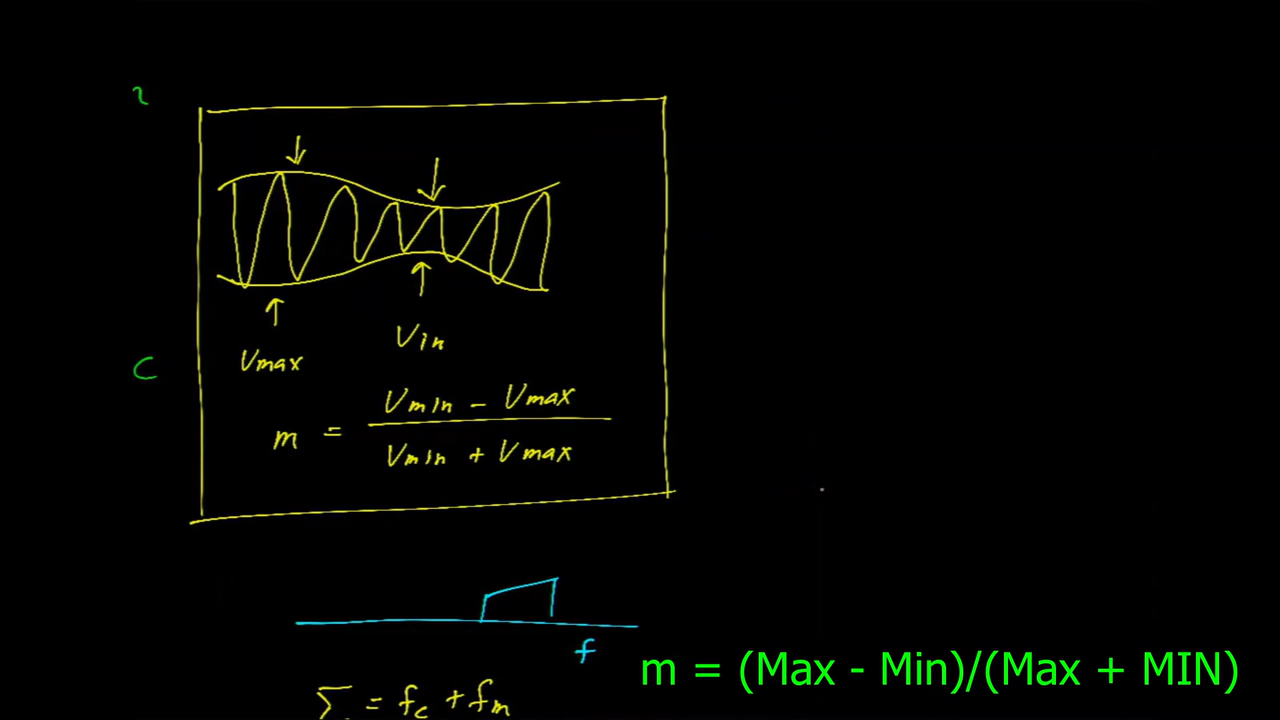 2
C
Vmax
Vin
m = Vmin - Vmax
Vmin + Vmax
f
Σ = fc + fm
m = (Max - Min)/(Max + MIN)